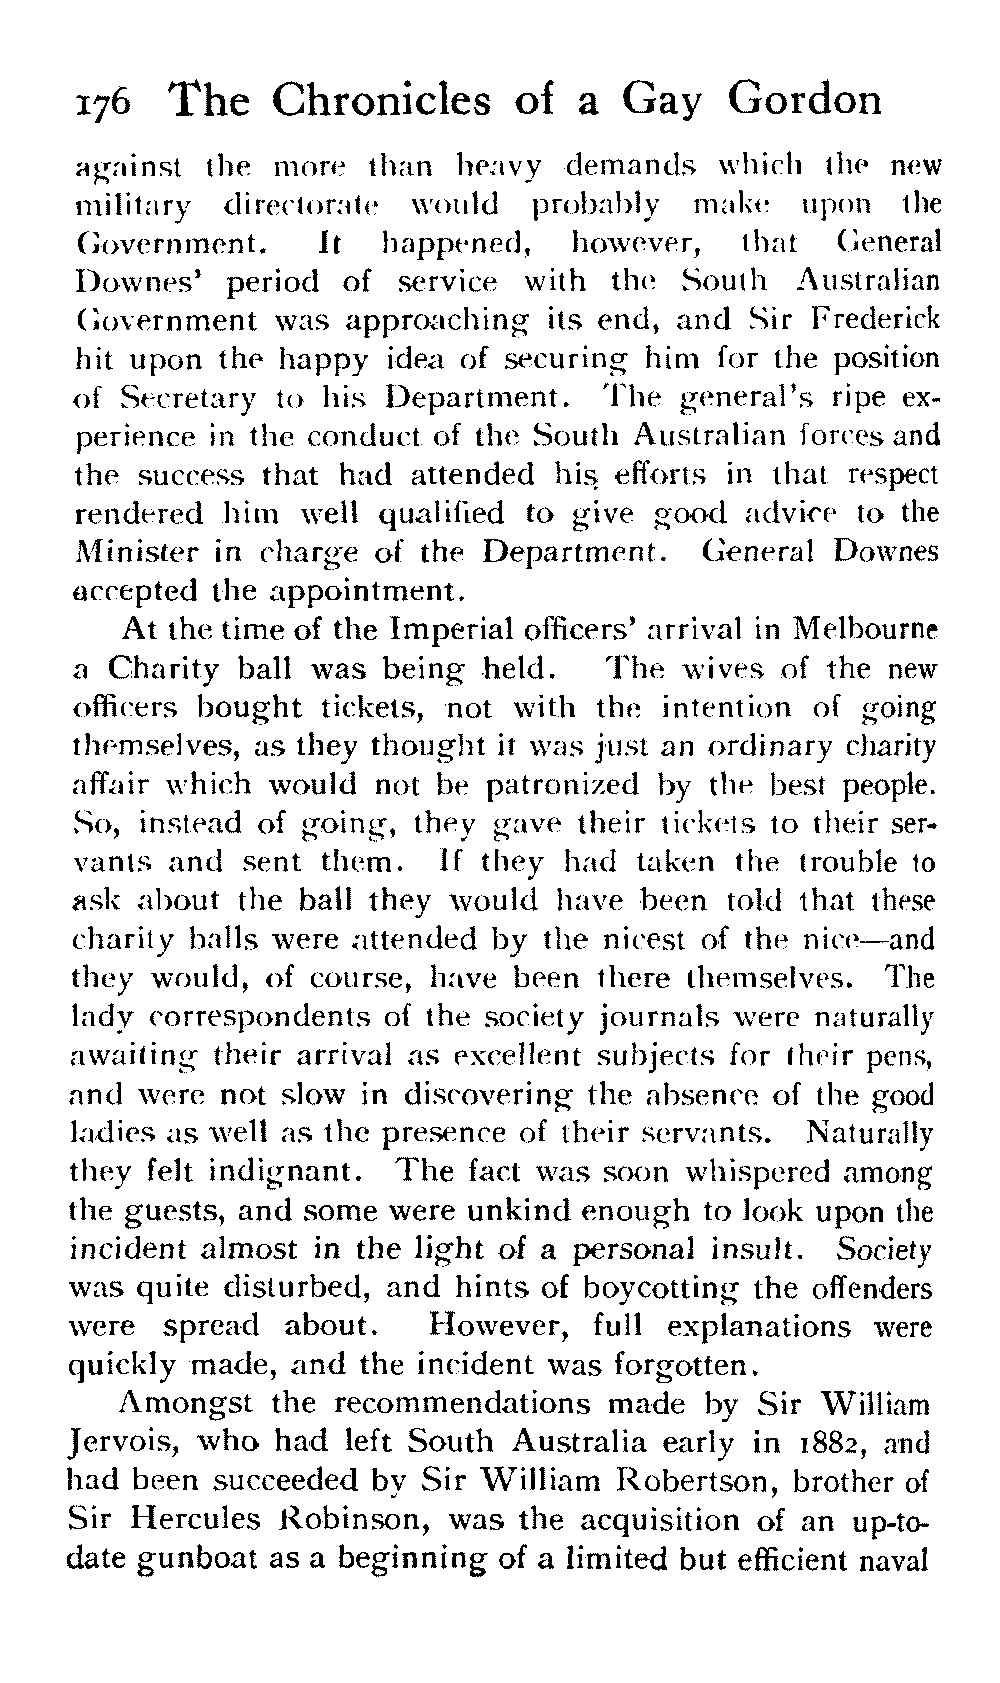 176 The Chronicles of a Gay Gordon
against the more than heavy demands which the new
military directorate would probably make upon the
Government. It happened, however, that General
Downes' period of service with the South Australian
Government was approaching its end, and Sir Frederick
hit upon the happy idea of securing him for the position
of Secretary to his Department. The general's ripe ex-
perience in the conduct of the South Australian forces and
the success that had attended his efforts in that respect
rendered him well qualified to give good advice to the
Minister in charge of the Department. General Downes
accepted the appointment.
At the time of the Imperial officers' arrival in Melbourne
a Charity ball was being held. The wives of the new
officers bought tickets, not with the intention of going
themselves, as they thought it was just an ordinary charity
affair which would not be patronized by the best people.
So, instead of going, they gave their tickets to their ser-
vants and sent them. If they had taken the trouble to
ask about the ball they would have been told that these
charity balls were attended by the nicest of the nice—and
they would, of course, have been there themselves. The
lady correspondents of the society journals were naturally
awaiting their arrival as excellent subjects for their pens,
and were not slow in discovering the absence of the good
ladies as well as the presence of their servants. Naturally
they felt indignant. The fact was soon whispered among
the guests, and some were unkind enough to look upon the
incident almost in the light of a personal insult. Society
was quite disturbed, and hints of boycotting the offenders
were spread about. However, full explanations were
quickly made, and the incident was forgotten.
Amongst the recommendations made by Sir William
Jervois, who had left South Australia early in 1882, and
had been succeeded by Sir William Robertson, brother of
Sir Hercules Robinson, was the acquisition of an up-to-
date gunboat as a beginning of a limited but efficient naval